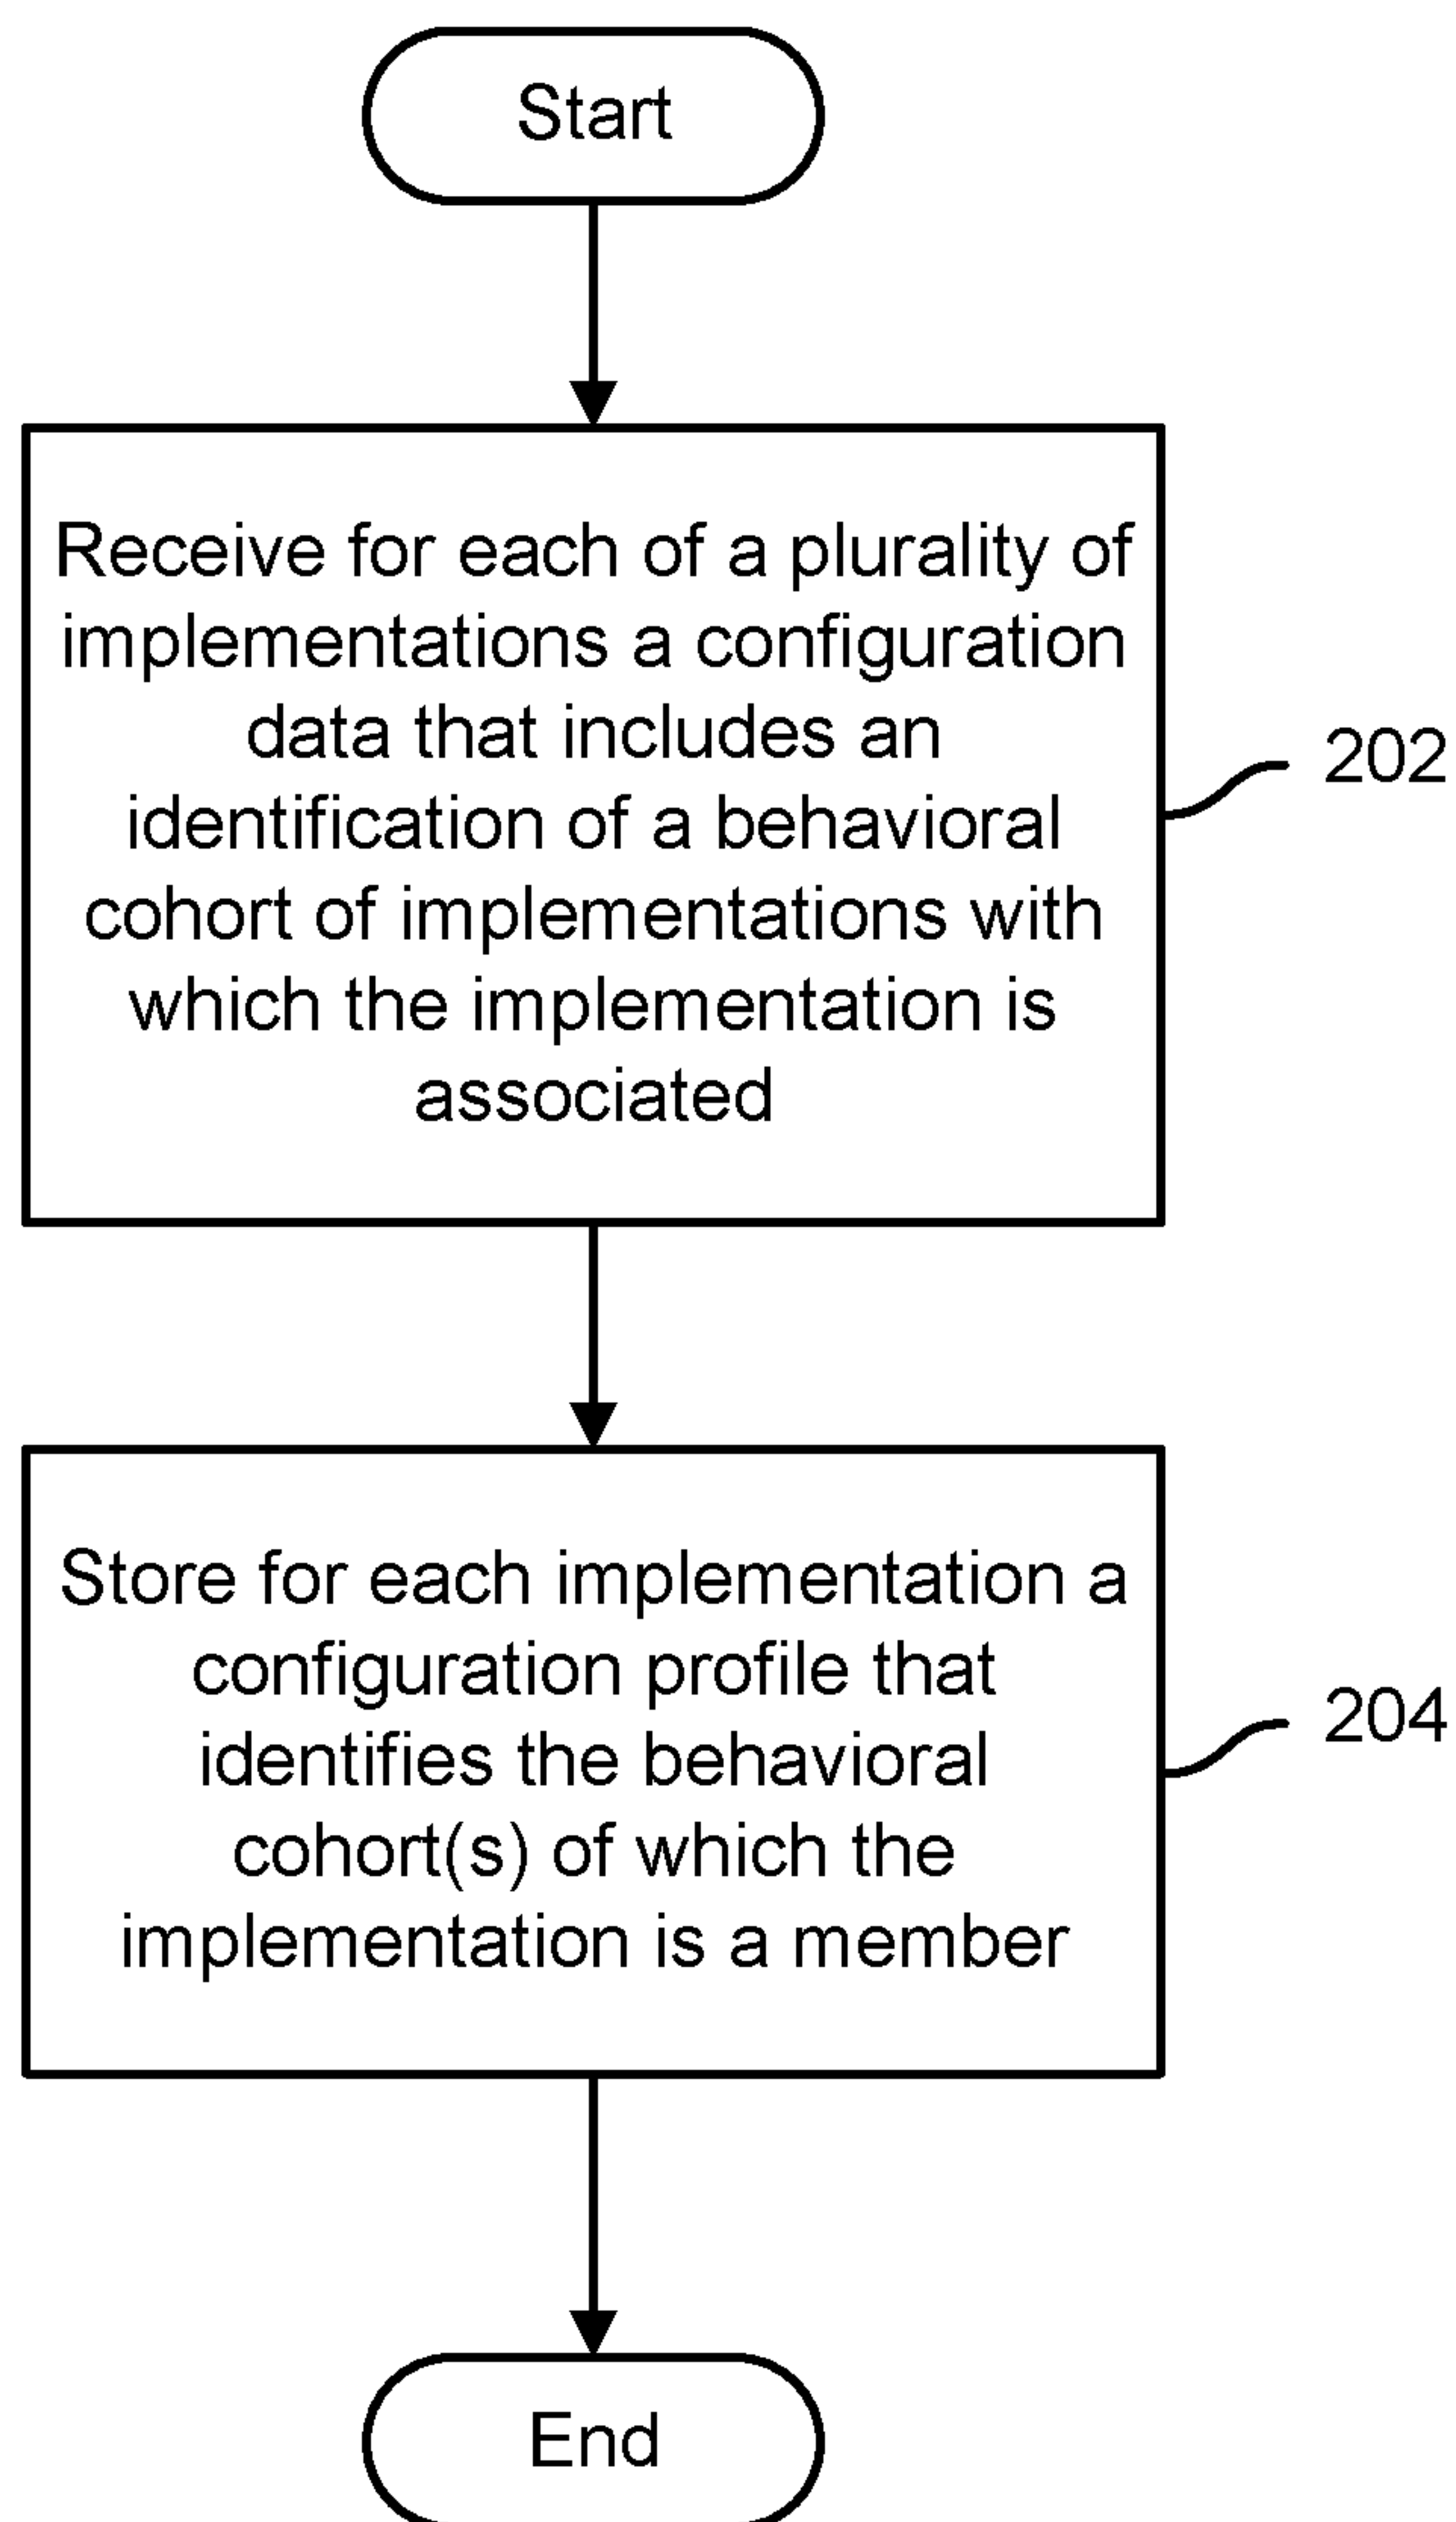 Start
Receive for each of a plurality of
implementations a configuration
data that includes an
identification of a behavioral
cohort of implementations with
which the implementation is
associated
202
Store for each implementation a
configuration profile that
identifies the behavioral
cohort(s) of which the
implementation is a member
204
End